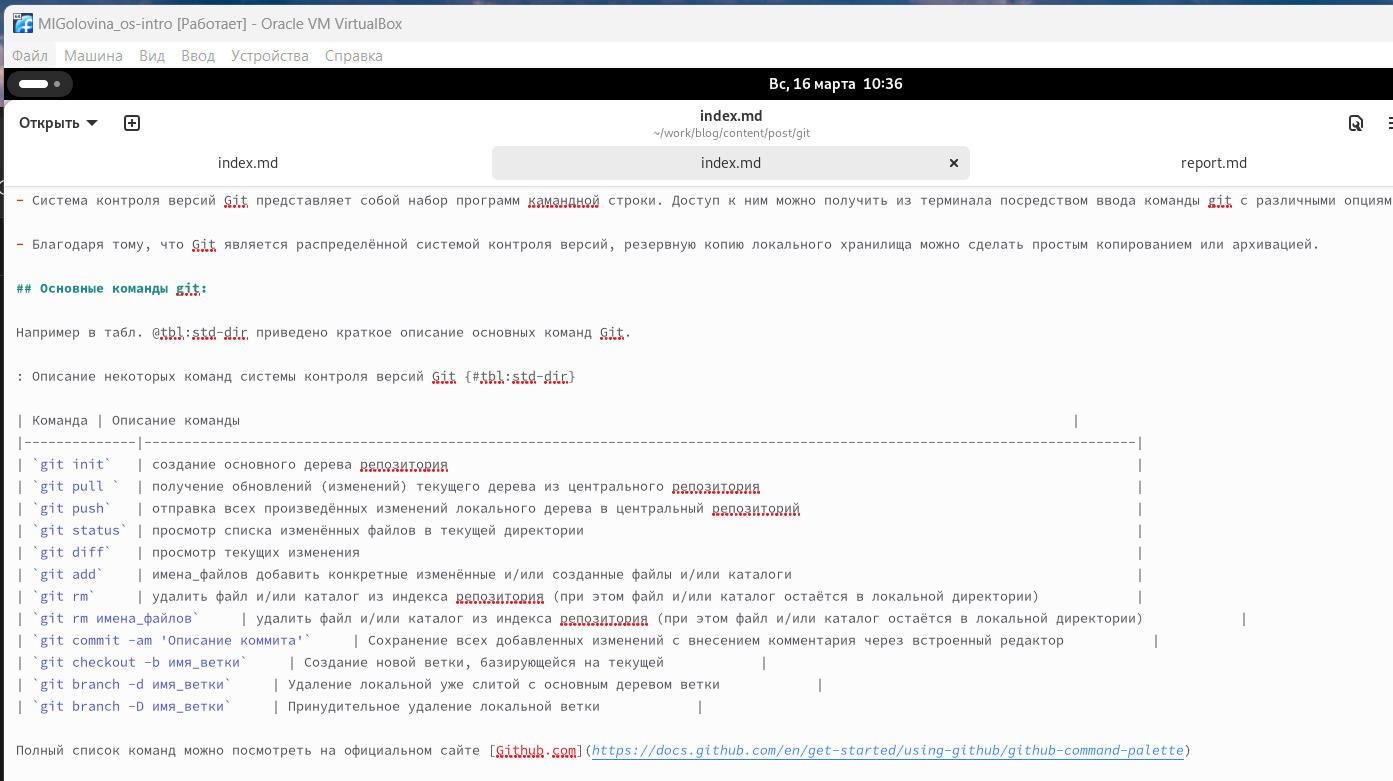 MIGolovina_os-intro [Работает] - Oracle VM VirtualBox
Файл Машина Вид Ввод Устройства Справка
Вс, 16 марта 10:36
Открыть
index.md
~/work/blog/content/post/git
index.md index.md report.md
- Система контроля версий Git представляет собой набор программ камандной строки. Доступ к ним можно получить из терминала посредством ввода команды git с различными опциям
- Благодаря тому, что Git является распределённой системой контроля версий, резервную копию локального хранилища можно сделать простым копированием или архивацией.
## Основные команды git:
Например в табл. @tbl:std-dir приведено краткое описание основных команд Git.
: Описание некоторых команд системы контроля версий Git {#tbl:std-dir}
| Команда | Описание команды |
|--------------|----------------------------------------------------------------------------------------------------------------------------|
| `git init` | создание основного дерева репозитория |
| `git pull ` | получение обновлений (изменений) текущего дерева из центрального репозитория |
| `git push` | отправка всех произведённых изменений локального дерева в центральный репозиторий |
| `git status` | просмотр списка изменённых файлов в текущей директории |
| `git diff` | просмотр текущих изменения |
| `git add` | имена_файлов добавить конкретные изменённые и/или созданные файлы и/или каталоги |
| `git rm` | удалить файл и/или каталог из индекса репозитория (при этом файл и/или каталог остаётся в локальной директории) |
| `git rm имена_файлов` | удалить файл и/или каталог из индекса репозитория (при этом файл и/или каталог остаётся в локальной директории) |
| `git commit -am 'Описание коммита'` | Сохранение всех добавленных изменений с внесением комментария через встроенный редактор |
| `git checkout -b имя_ветки` | Создание новой ветки, базирующейся на текущей |
| `git branch -d имя_ветки` | Удаление локальной уже слитой с основным деревом ветки |
| `git branch -D имя_ветки` | Принудительное удаление локальной ветки |
Полный список команд можно посмотреть на официальном сайте [Github.com](https://docs.github.com/en/get-started/using-github/github-command-palette)